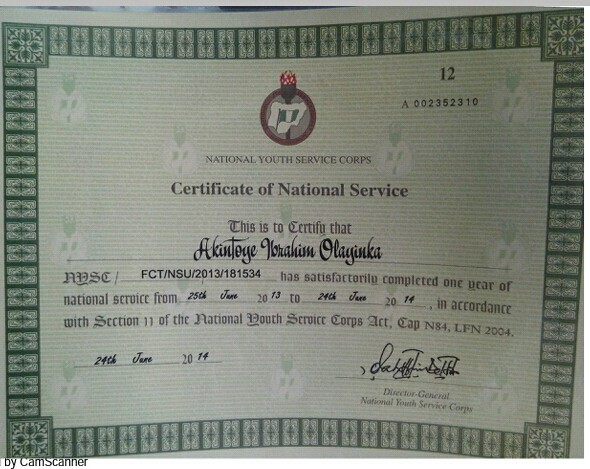 12
A 002352310
NATIONAL YOUTH SERVICE CORPS
Certificate of National Service
This is to Certify that
Akintoye Ibrahim Olayinka
NYSC/ FCT/NSU/2013/181534 has satisfactorily completed one year of
national service from 25th June 2013 to 24th June 2014, in accordance
with Section 11 of the National Youth Service Corps Act, Cap N84, LFN 2004.
24th June 2014
Director-General
National Youth Service Corps
by CamScanner